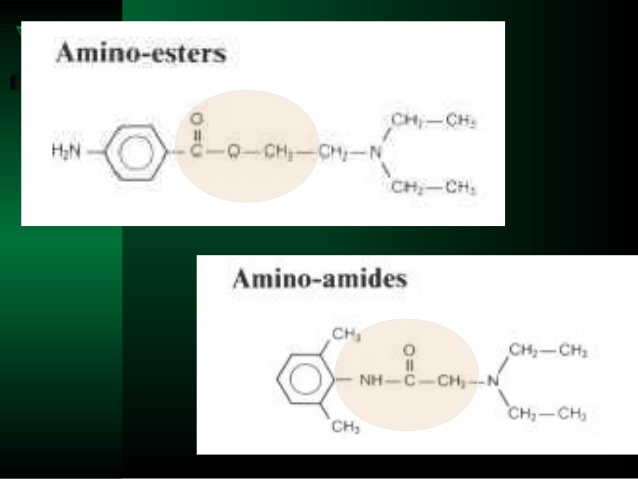 Amino-esters
O
CH₂—CH₃
H₂N C—O—CH₂—CH₂—N
CH₂—CH₃
Amino-amides
CH₃
O
CH₂—CH₃
NH—C—CH₂—N
CH₃
CH₂—CH₃